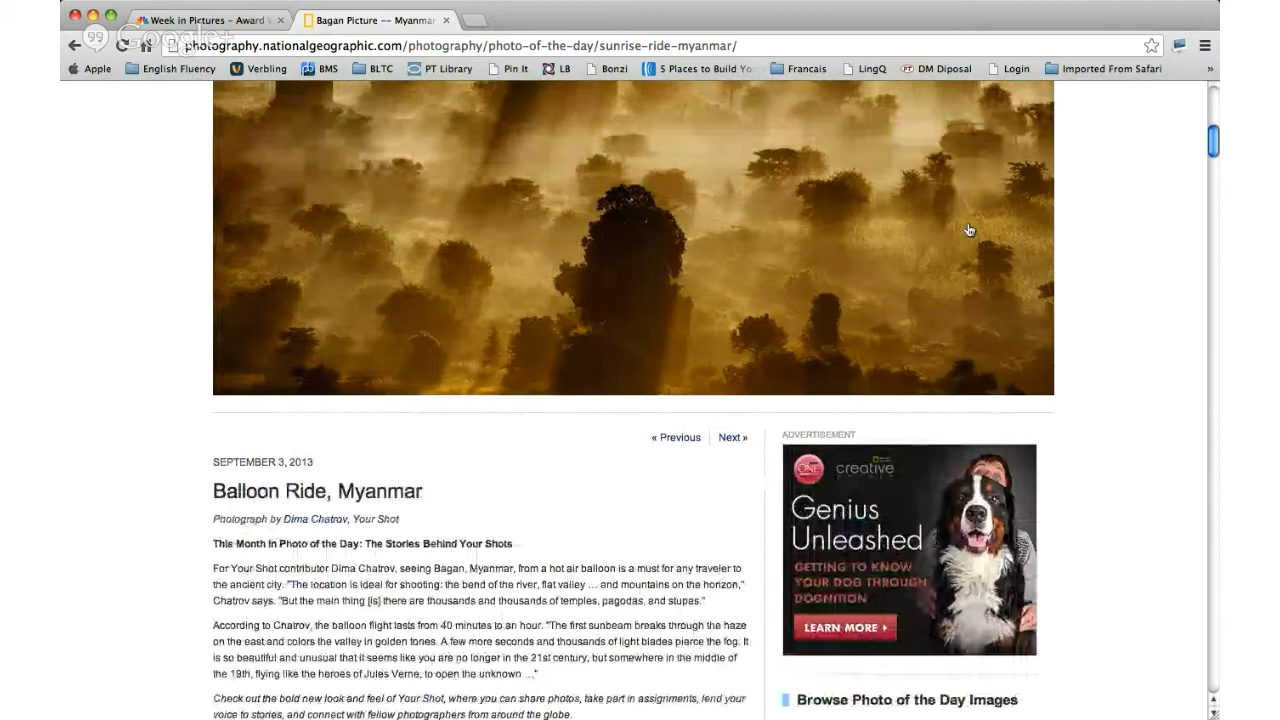 Week in Pictures – Award
Bagan Picture -- Myanmar
Google+
photography.nationalgeographic.com/photography/photo-of-the-day/sunrise-ride-myanmar/
Apple English Fluency Verbling BMS BLTC PT Library Pin It LB Bonzi 5 Places to Build Francais LingQ DM Diposal Login Imported From Safari »
« Previous Next »
ADVERTISEMENT
SEPTEMBER 3, 2013
Balloon Ride, Myanmar
Photograph by Dima Chatrov, Your Shot
This Month in Photo of the Day: The Stories Behind Your Shots
For Your Shot contributor Dima Chatrov, seeing Bagan, Myanmar, from a hot air balloon is a must for any traveler to
the ancient city. "The location is ideal for shooting: the bend of the river, flat valley ... and mountains on the horizon,"
Chatrov says. "But the main thing [is] there are thousands and thousands of temples, pagodas, and stupas."
According to Chatrov, the balloon flight lasts from 40 minutes to an hour. "The first sunbeam breaks through the haze
on the east and colors the valley in golden tones. A few more seconds and thousands of light blades pierce the fog. It
is so beautiful and unusual that it seems like you are no longer in the 21st century, but somewhere in the middle of
the 19th, flying like the heroes of Jules Verne, to open the unknown ..."
Check out the bold new look and feel of Your Shot, where you can share photos, take part in assignments, lend your
voice to stories, and connect with fellow photographers from around the globe.
ONE creative
Genius
Unleashed
GETTING TO KNOW
YOUR DOG THROUGH
DOGNITION
LEARN MORE
Browse Photo of the Day Images